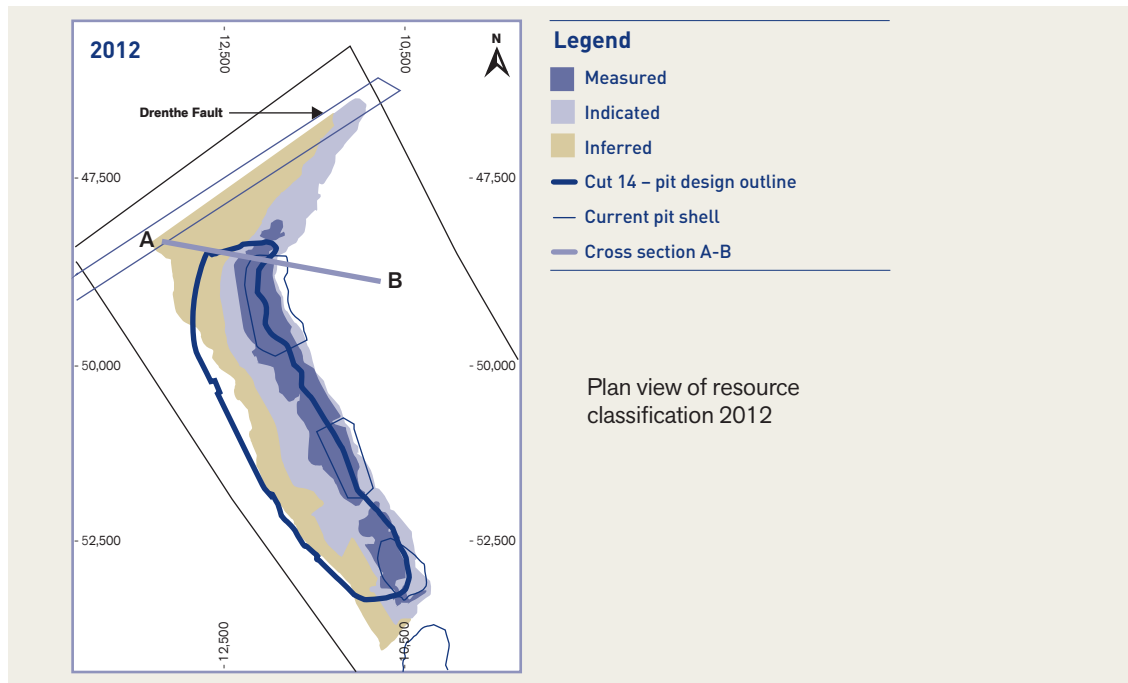 2012
- 12,500
- 10,500
N
Drenthe Fault
- 47,500
- 47,500
A
B
- 50,000
- 50,000
- 52,500
- 52,500
- 12,500
- 10,500
Legend
Measured
Indicated
Inferred
Cut 14 – pit design outline
Current pit shell
Cross section A-B
Plan view of resource
classification 2012